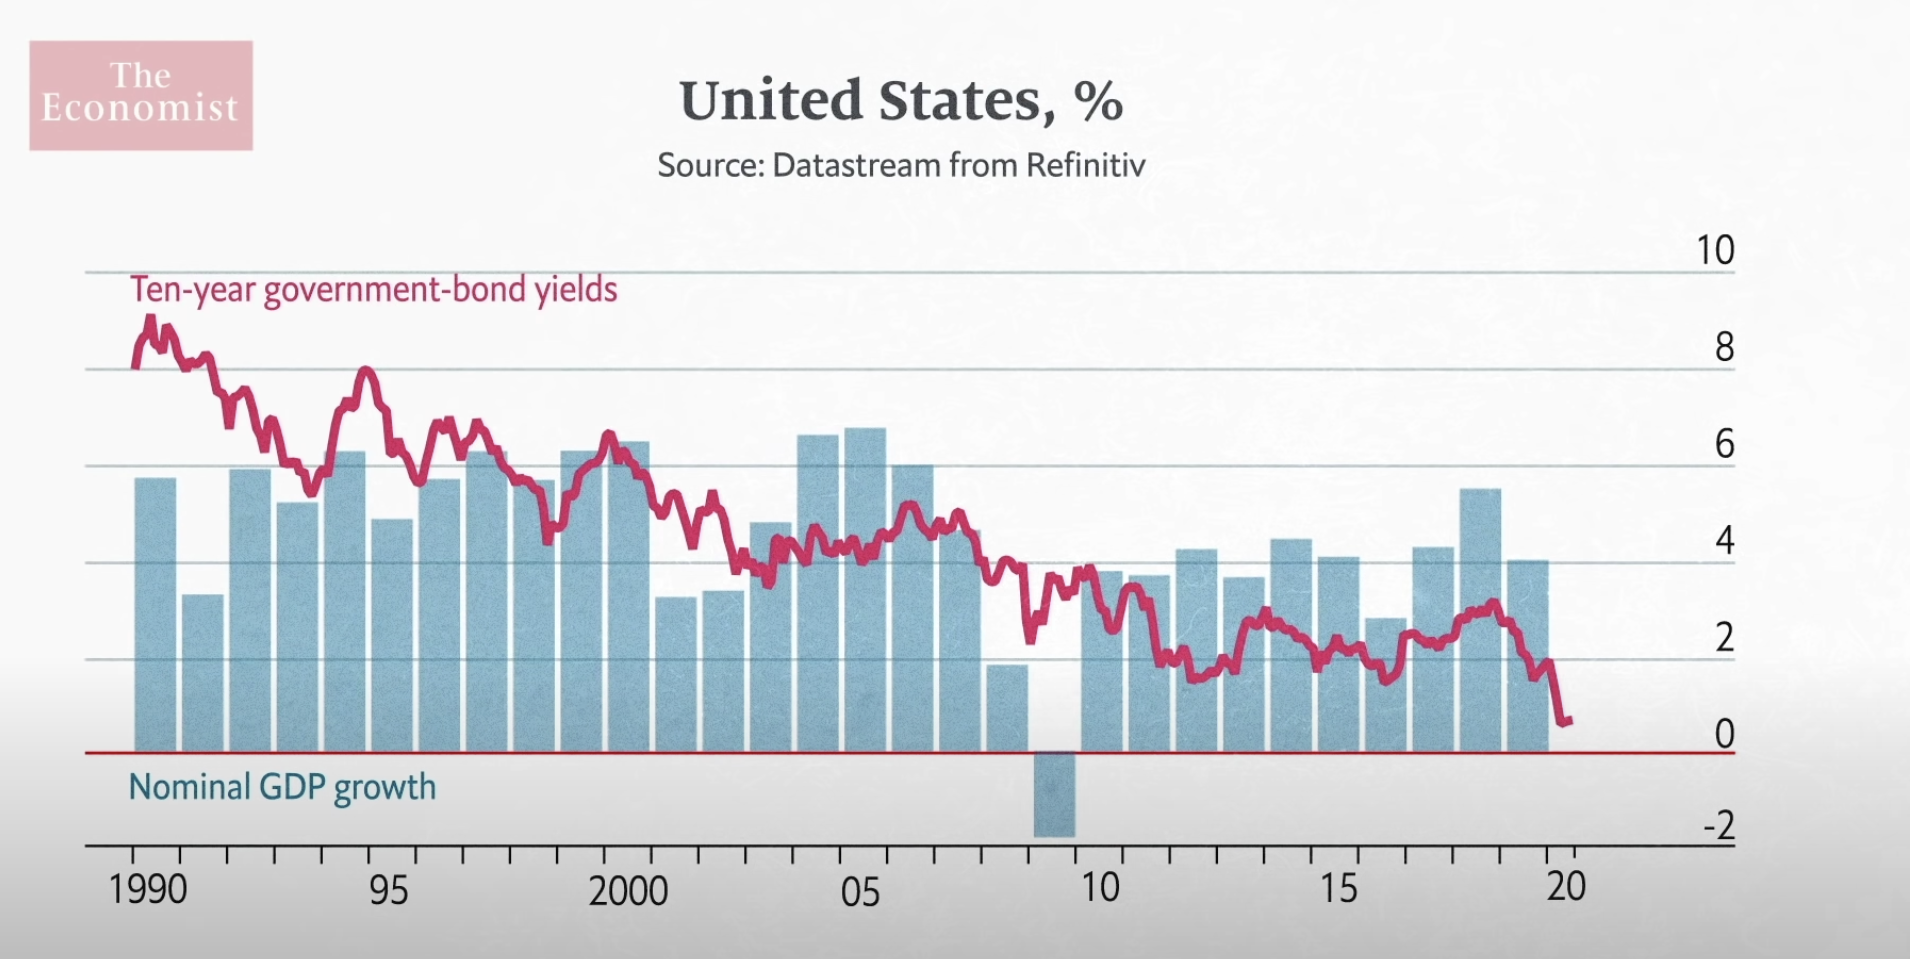 The
Economist
United States, %
Source: Datastream from Refinitiv
10
Ten-year government-bond yields
8
6
4
2
0
Nominal GDP growth
-2
1990 95 2000 05 10 15 20